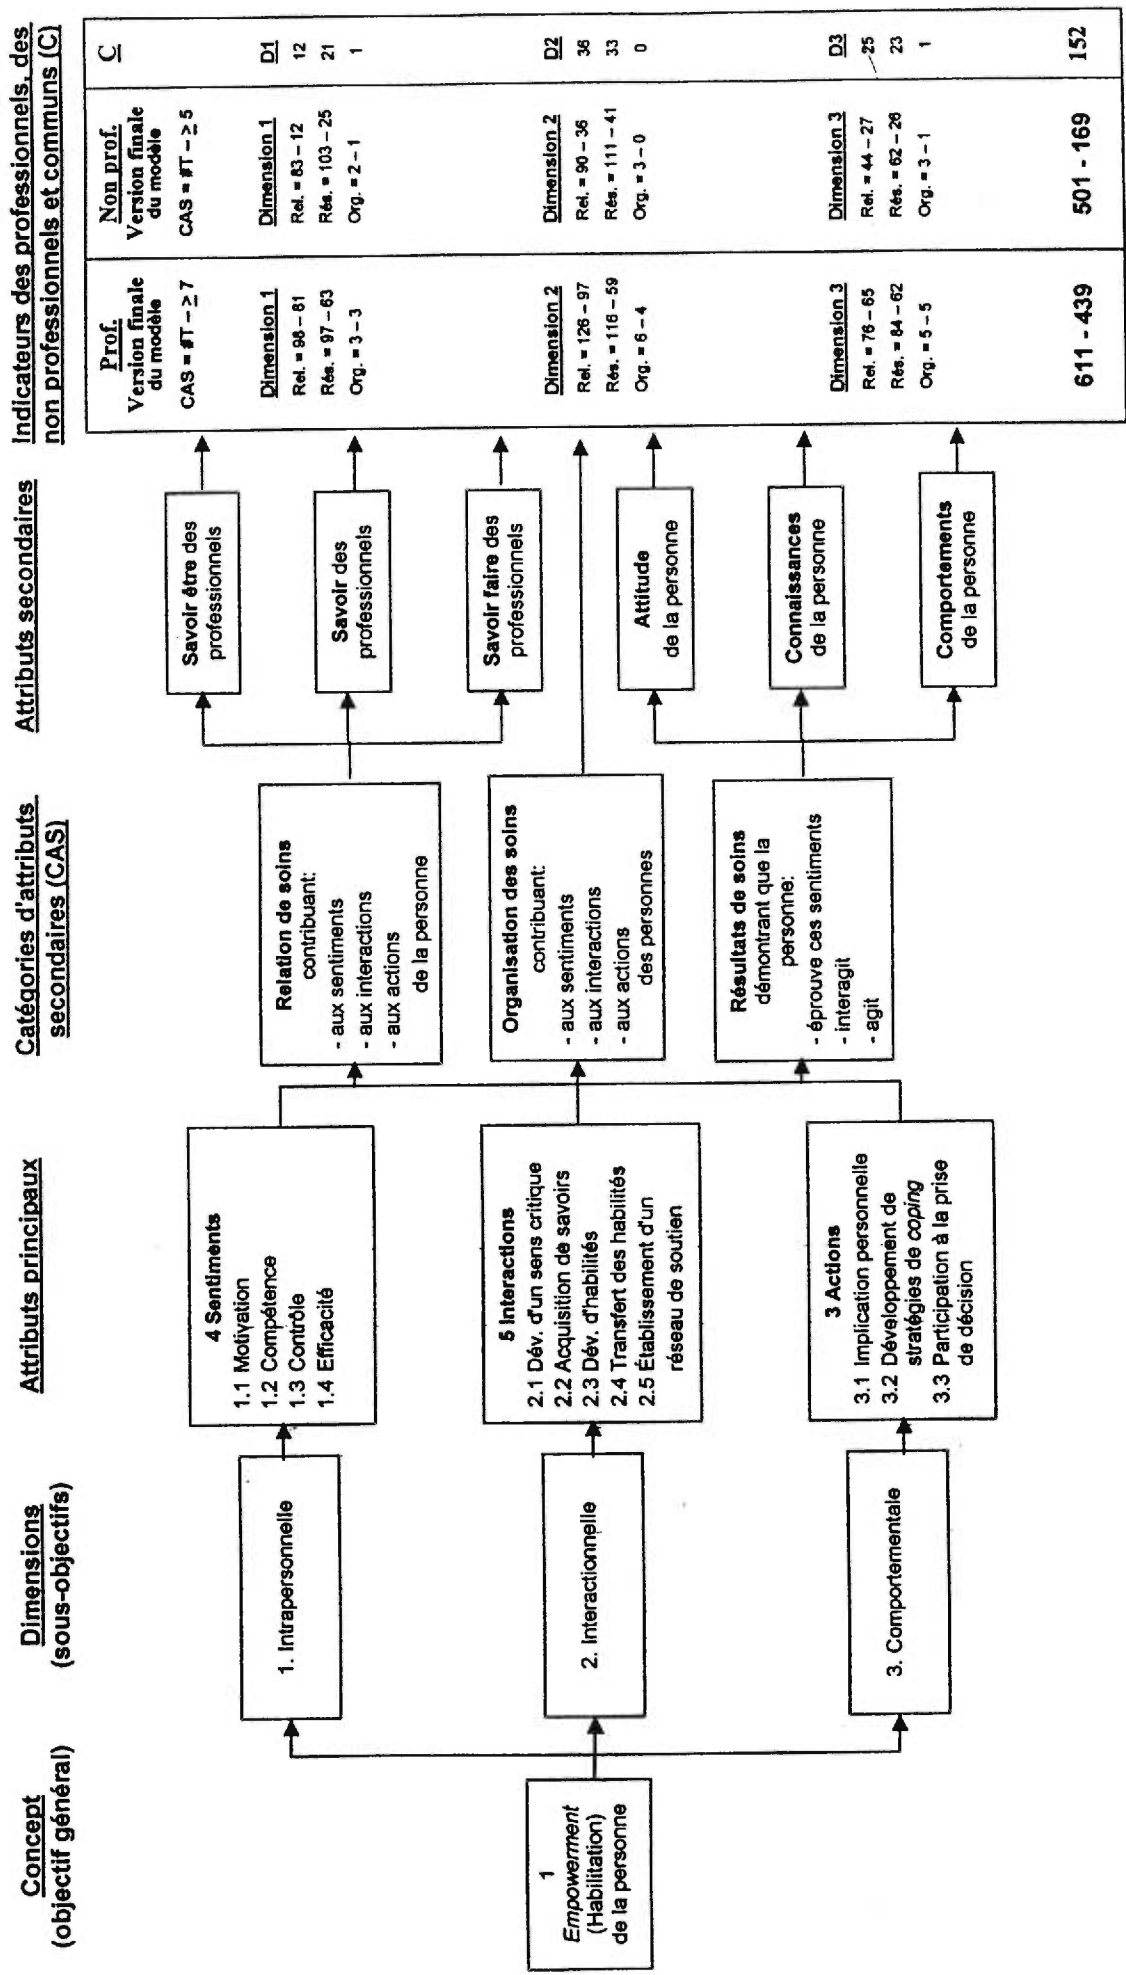 Concept
(objectif général)
Dimensions
(sous-objectifs)
Attributs principaux
Catégories d'attributs
secondaires (CAS)
Attributs secondaires
Indicateurs des professionnels, des
non professionnels et communs (C)
1
Empowerment
(Habilitation)
de la personne
1. Intrapersonnelle
2. Interactionnelle
3. Comportementale
4 Sentiments
1.1 Motivation
1.2 Compétence
1.3 Contrôle
1.4 Efficacité
5 Interactions
2.1 Dév. d'un sens critique
2.2 Acquisition de savoirs
2.3 Dév. d'habilités
2.4 Transfert des habilités
2.5 Établissement d'un
réseau de soutien
3 Actions
3.1 Implication personnelle
3.2 Développement de
stratégies de coping
3.3 Participation à la prise
de décision
Relation de soins
contribuant:
- aux sentiments
- aux interactions
- aux actions
de la personne
Organisation des soins
contribuant:
- aux sentiments
- aux interactions
- aux actions
des personnes
Résultats de soins
démontrant que la
personne:
- éprouve ces sentiments
- interagit
- agit
Savoir être des
professionnels
Savoir des
professionnels
Savoir faire des
professionnels
Attitude
de la personne
Connaissances
de la personne
Comportements
de la personne
Prof.
Version finale
du modèle
CAS = #T – ≥ 7
Dimension 1
Rel. = 98 – 81
Rés. = 97 – 63
Org. = 3 – 3
Dimension 2
Rel. = 126 – 97
Rés. = 116 – 59
Org. = 6 – 4
Dimension 3
Rel. = 76 – 65
Rés. = 84 – 62
Org. = 5 – 5
611 - 439
Non prof.
Version finale
du modèle
CAS = #T – ≥ 5
Dimension 1
Rel. = 83 – 12
Rés. = 103 – 25
Org. = 2 – 1
Dimension 2
Rel. = 90 – 36
Rés. = 111 – 41
Org. = 3 – 0
Dimension 3
Rel. = 44 – 27
Rés. = 62 – 26
Org. = 3 – 1
501 - 169
C
D1
12
21
1
D2
36
33
0
D3
25
23
1
152